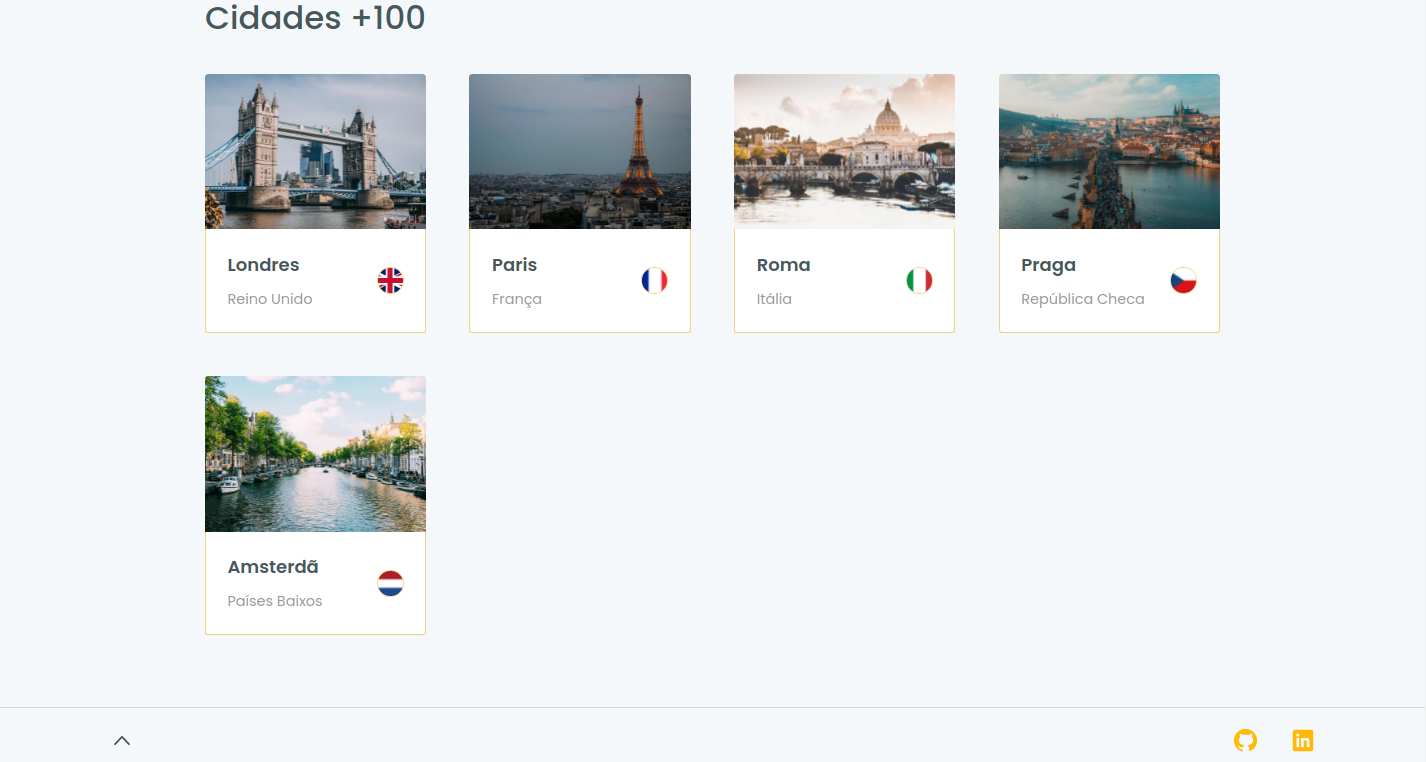 Cidades +100
Londres
Reino Unido
Paris
França
Roma
Itália
Praga
República Checa
Amsterdã
Países Baixos
in